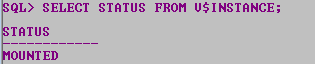 SQL> SELECT STATUS FROM V$INSTANCE;
STATUS
------------
MOUNTED